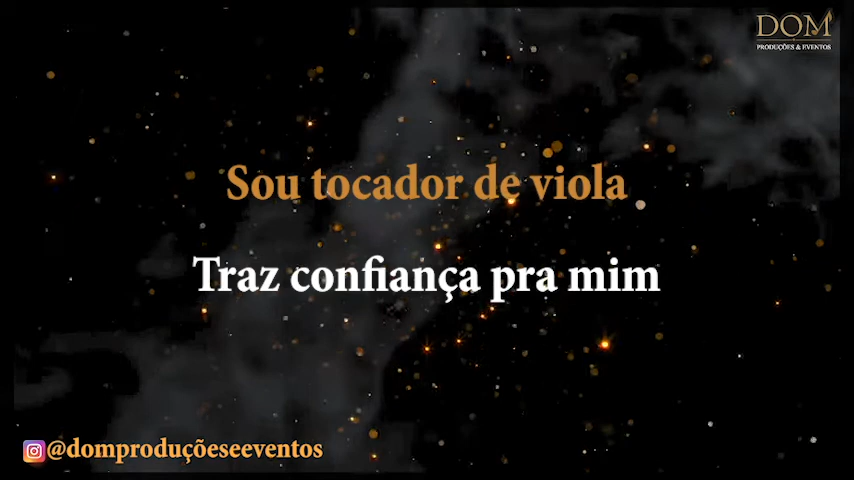 DOM
PRODUÇÕES & EVENTOS
Sou tocador de viola
Traz confiança pra mim
@domproduçõeseeventos